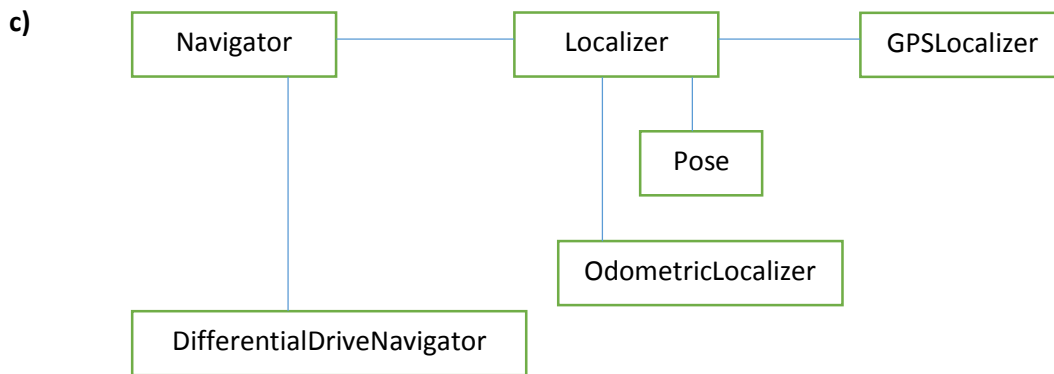 c)
Navigator
Localizer
GPSLocalizer
Pose
OdometricLocalizer
DifferentialDriveNavigator